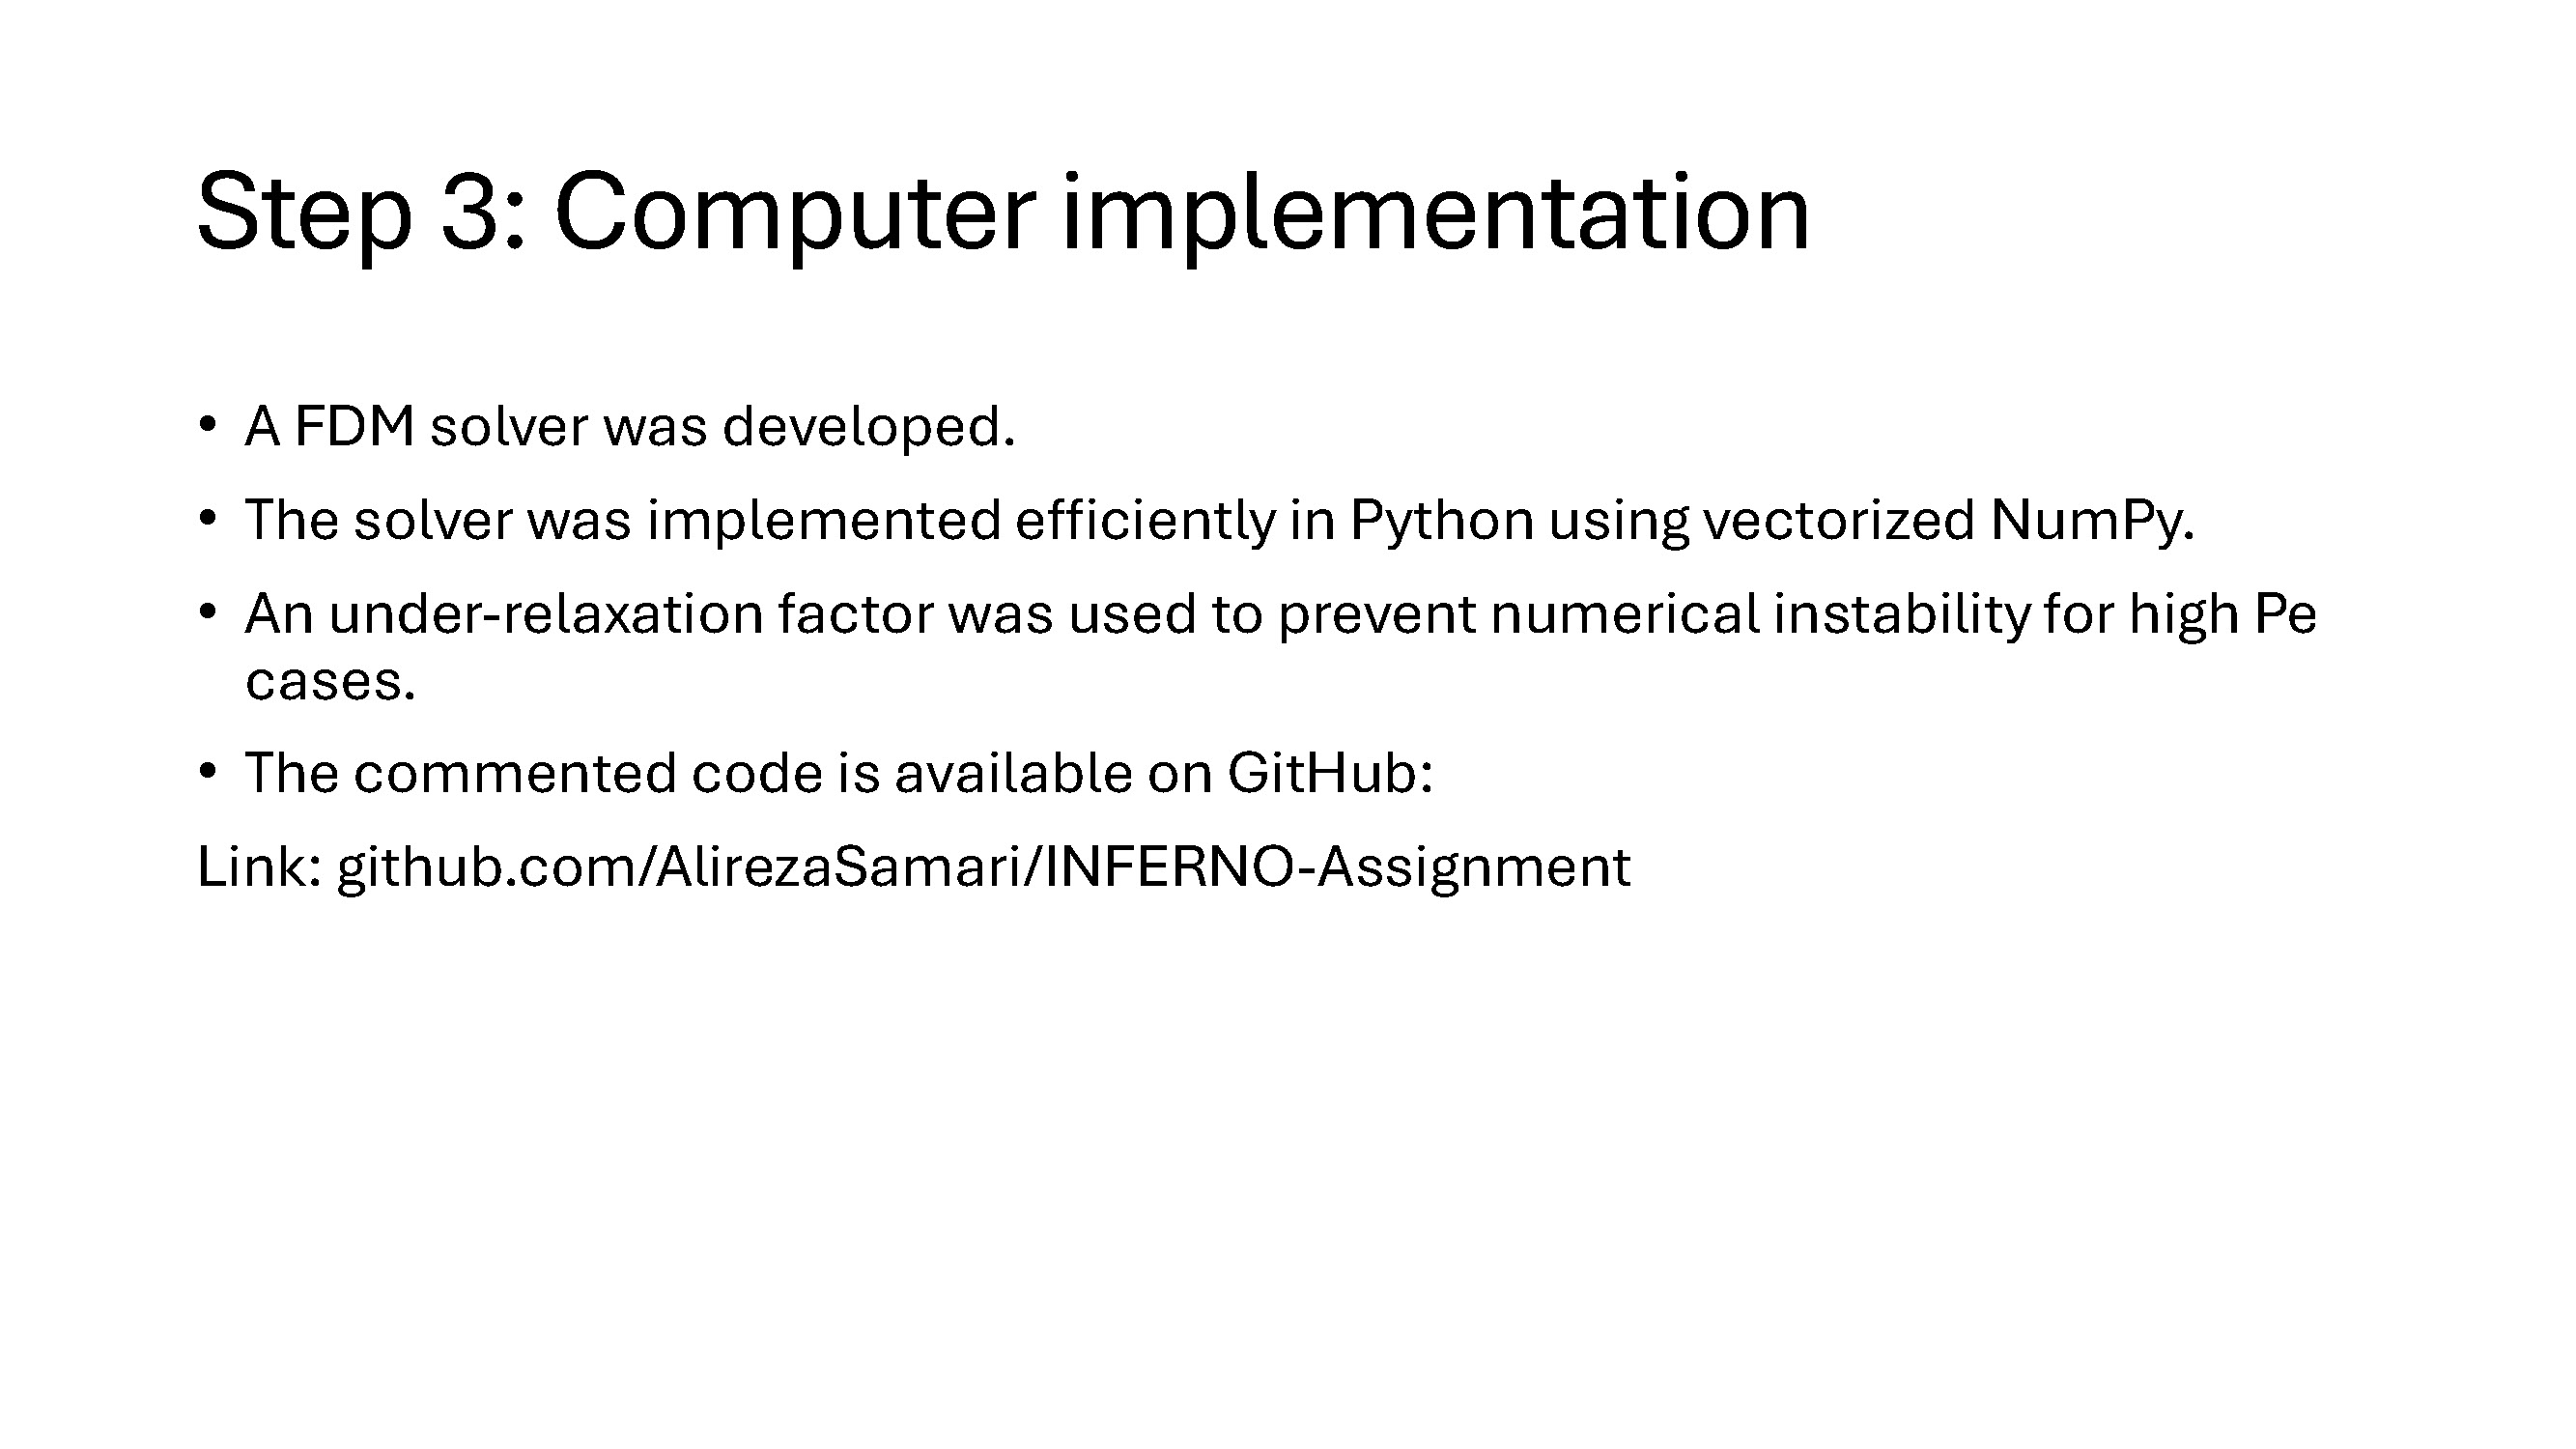 Step 3: Computer implementation
• A FDM solver was developed.
• The solver was implemented efficiently in Python using vectorized NumPy.
• An under-relaxation factor was used to prevent numerical instability for high Pe
cases.
• The commented code is available on GitHub:
Link: github.com/AlirezaSamari/INFERNO-Assignment